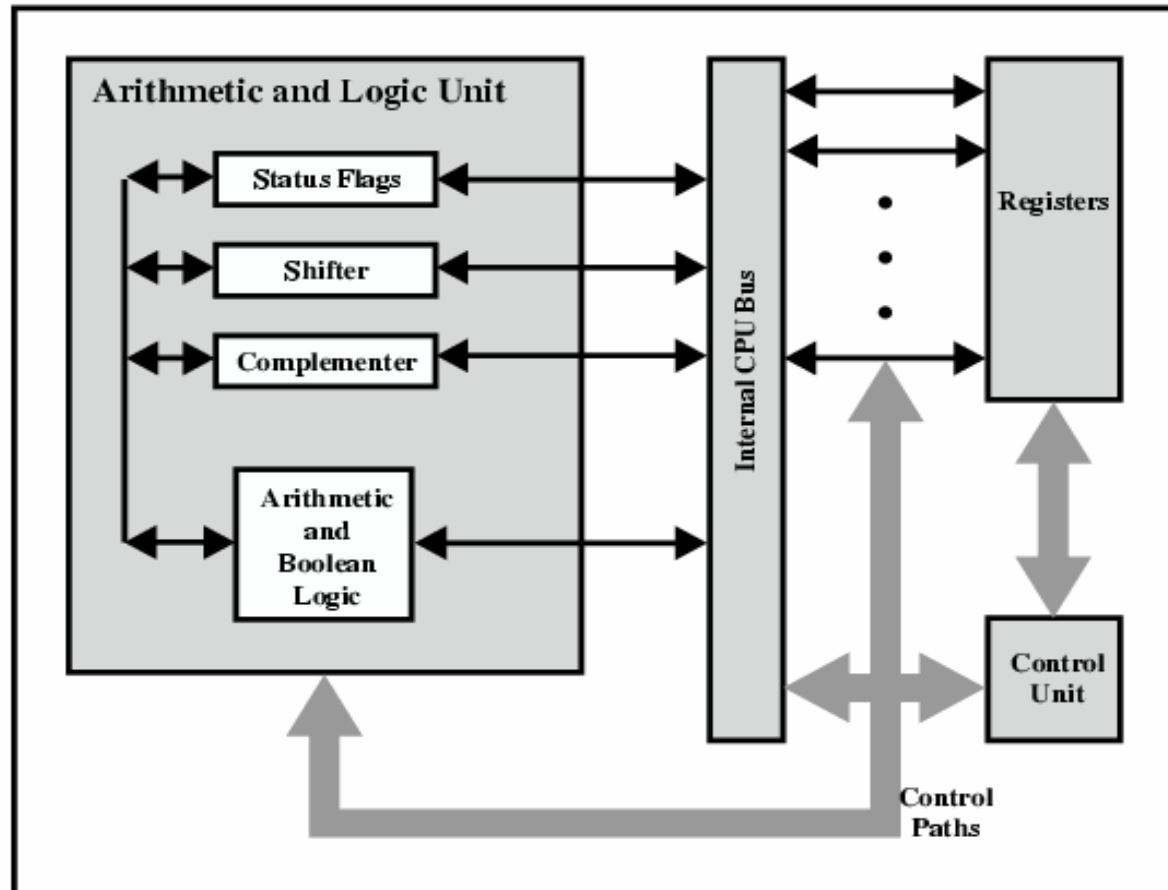 Arithmetic and Logic Unit
Status Flags
Shifter
Complementer
Arithmetic
and
Boolean
Logic
Internal CPU Bus
Registers
Control
Unit
Control
Paths